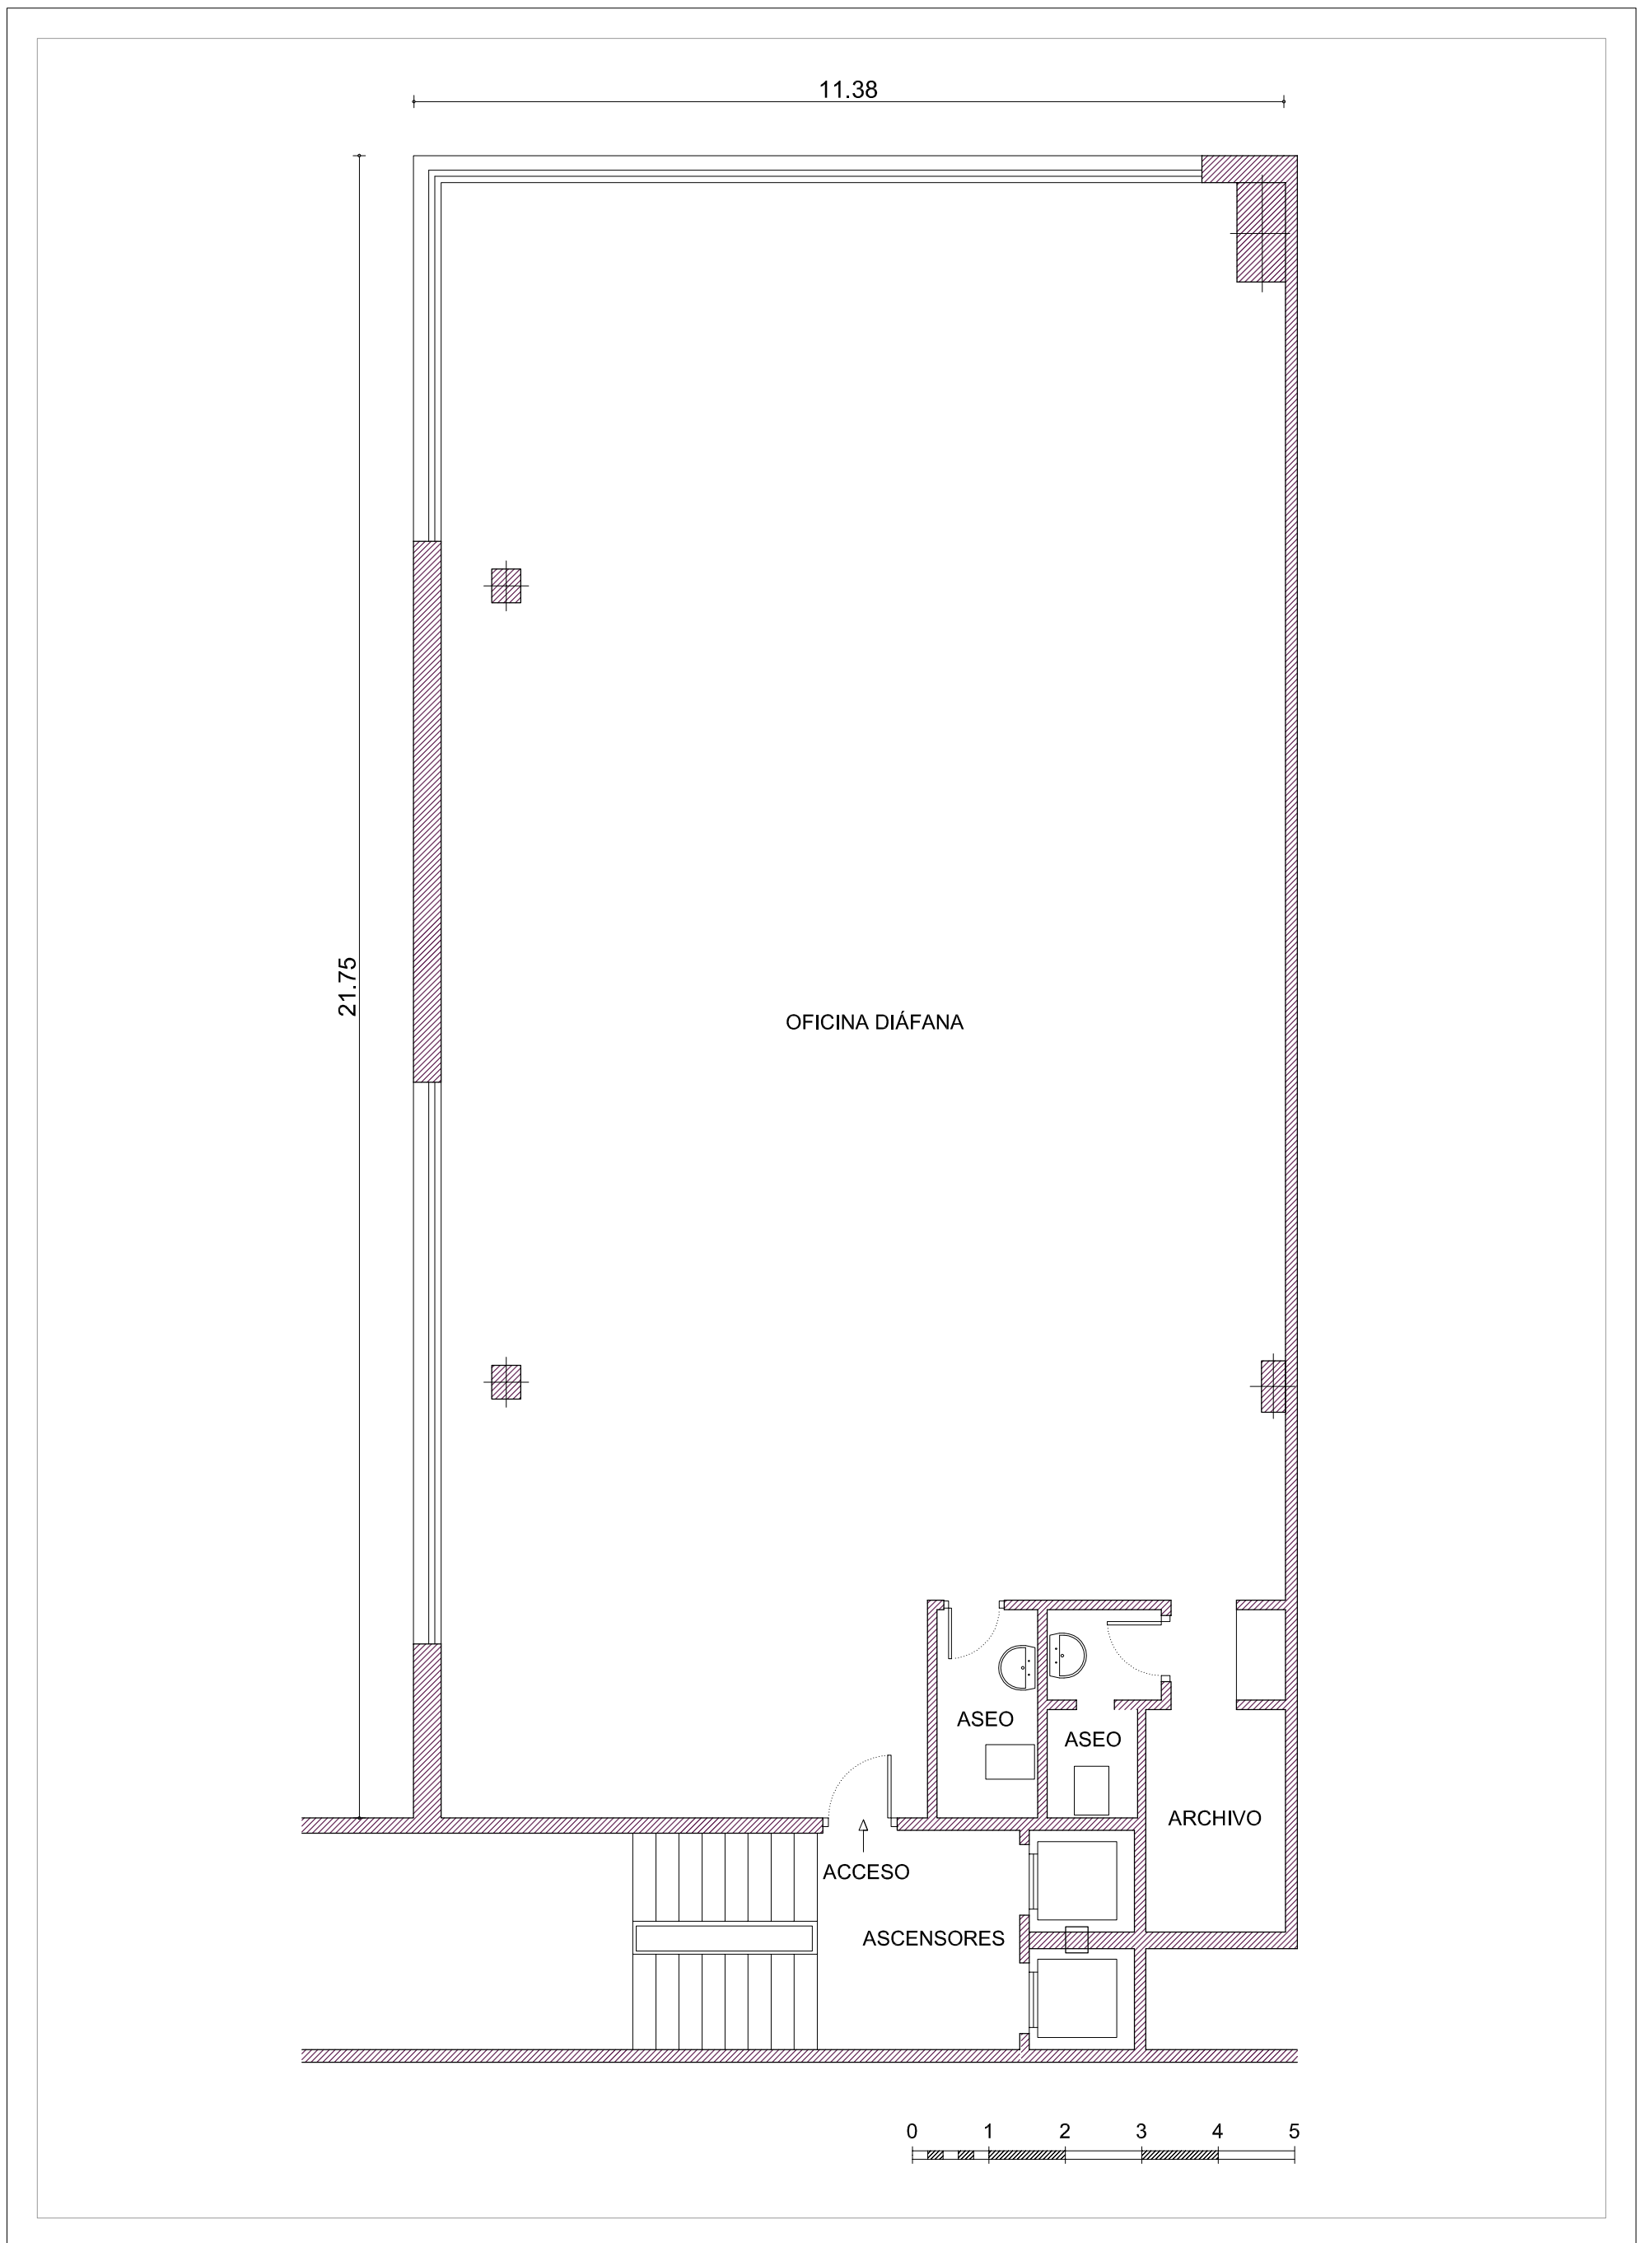 11.38
21.75
OFICINA DIÁFANA
ASEO
ASEO
ARCHIVO
ACCESO
ASCENSORES
0 1 2 3 4 5